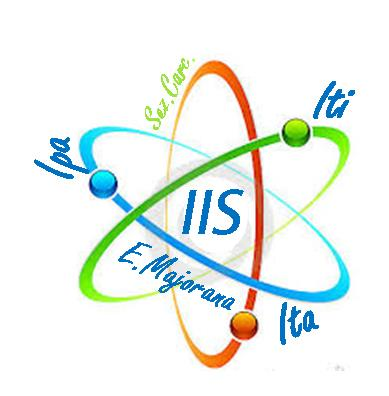 Sez.Carc.
Iti
Ipa
IIS
E.Majorana
Ita